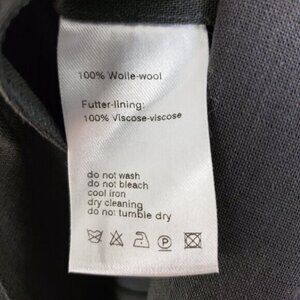 100% Wolle-wool
Futter-lining:
100% Viscose-viscose
do not wash
do not bleach
cool iron
dry cleaning
do not tumble dry
P